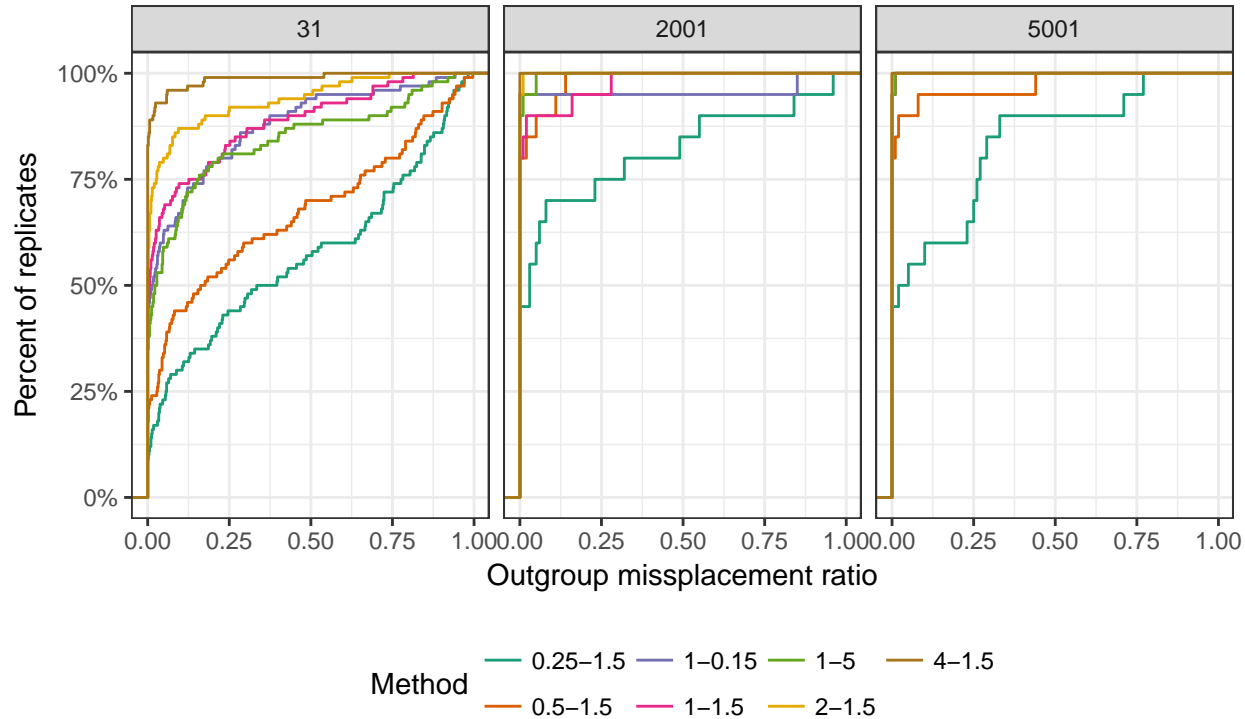 31 2001 5001
100%
75%
50%
25%
0%
Percent of replicates
0.00 0.25 0.50 0.75 1.00 0.00 0.25 0.50 0.75 1.00 0.00 0.25 0.50 0.75 1.00
Outgroup missplacement ratio
Method
0.25−1.5 1−0.15 1−5 4−1.5
0.5−1.5 1−1.5 2−1.5